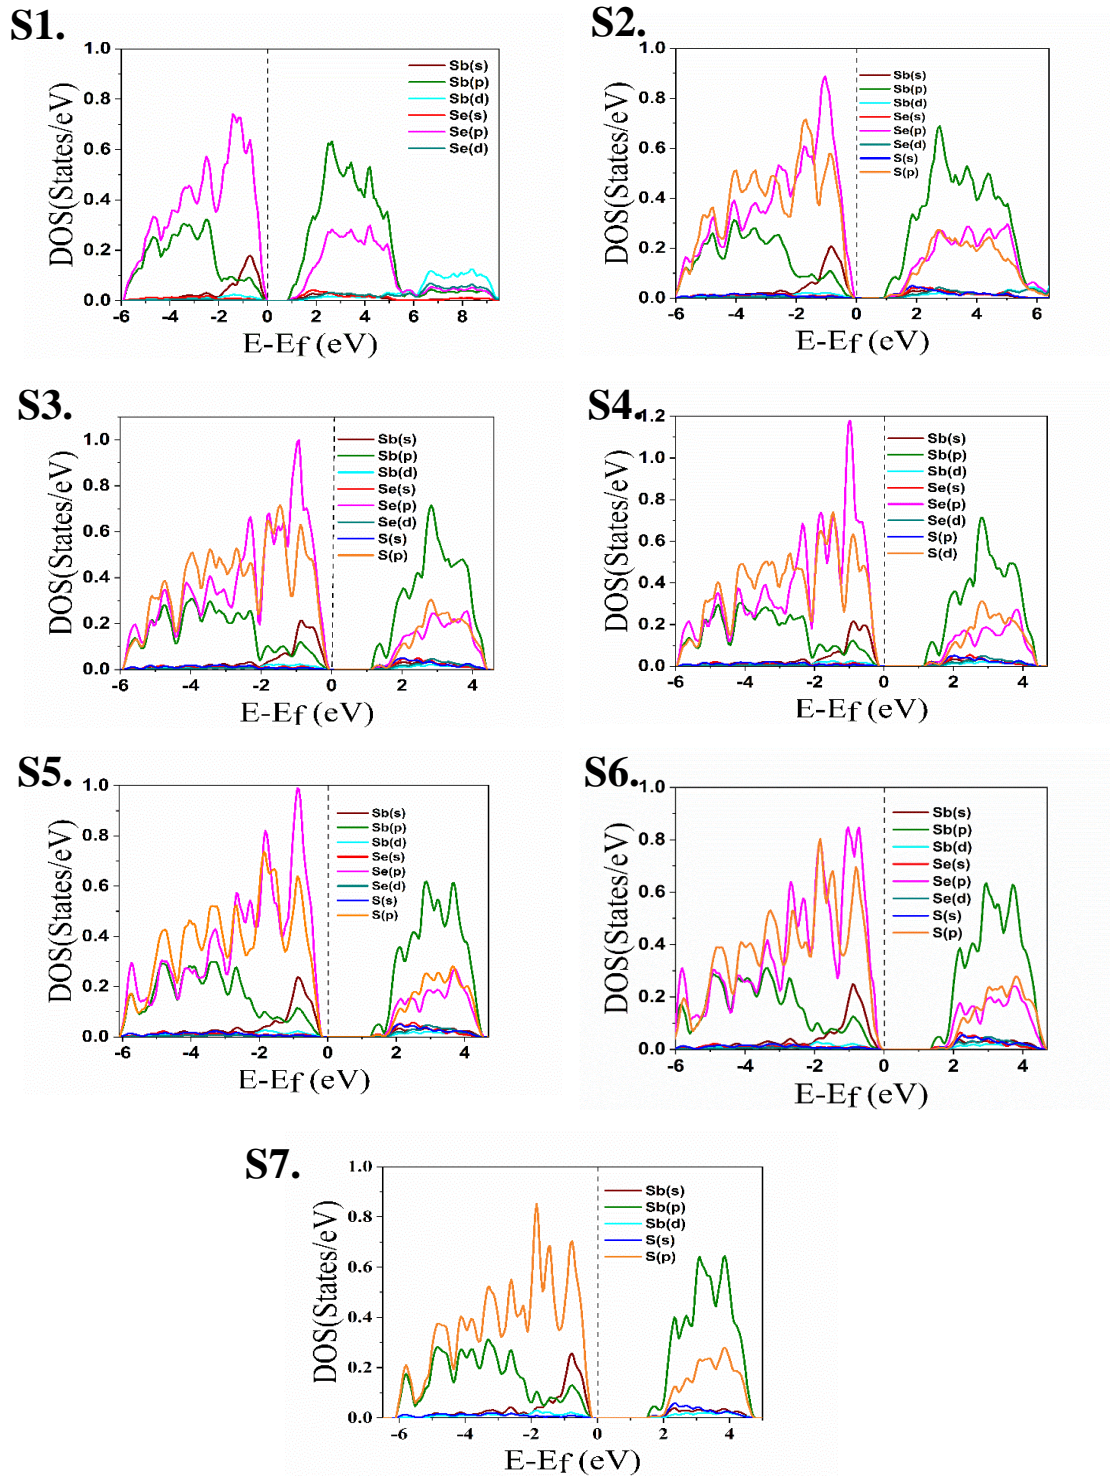 S1.
DOS(States/eV)
1.0
0.8
0.6
0.4
0.2
0.0
Sb(s)
Sb(p)
Sb(d)
Se(s)
Se(p)
Se(d)
-6 -4 -2 0 2 4 6 8
E-Ef (eV)
S2.
DOS(States/eV)
1.0
0.8
0.6
0.4
0.2
0.0
Sb(s)
Sb(p)
Sb(d)
Se(s)
Se(p)
Se(d)
S(s)
S(p)
-6 -4 -2 0 2 4 6
E-Ef (eV)
S3.
DOS(States/eV)
1.0
0.8
0.6
0.4
0.2
0.0
Sb(s)
Sb(p)
Sb(d)
Se(s)
Se(p)
Se(d)
S(s)
S(p)
-6 -4 -2 0 2 4
E-Ef (eV)
S4.
DOS(States/eV)
1.2
1.0
0.8
0.6
0.4
0.2
0.0
Sb(s)
Sb(p)
Sb(d)
Se(s)
Se(p)
Se(d)
S(p)
S(d)
-6 -4 -2 0 2 4
E-Ef (eV)
S5.
DOS(States/eV)
1.0
0.8
0.6
0.4
0.2
0.0
Sb(s)
Sb(p)
Sb(d)
Se(s)
Se(p)
Se(d)
S(s)
S(p)
-6 -4 -2 0 2 4
E-Ef (eV)
S6.
DOS(States/eV)
1.0
0.8
0.6
0.4
0.2
0.0
Sb(s)
Sb(p)
Sb(d)
Se(s)
Se(p)
Se(d)
S(s)
S(p)
-6 -4 -2 0 2 4
E-Ef (eV)
S7.
DOS(States/eV)
1.0
0.8
0.6
0.4
0.2
0.0
Sb(s)
Sb(p)
Sb(d)
S(s)
S(p)
-6 -4 -2 0 2 4
E-Ef (eV)